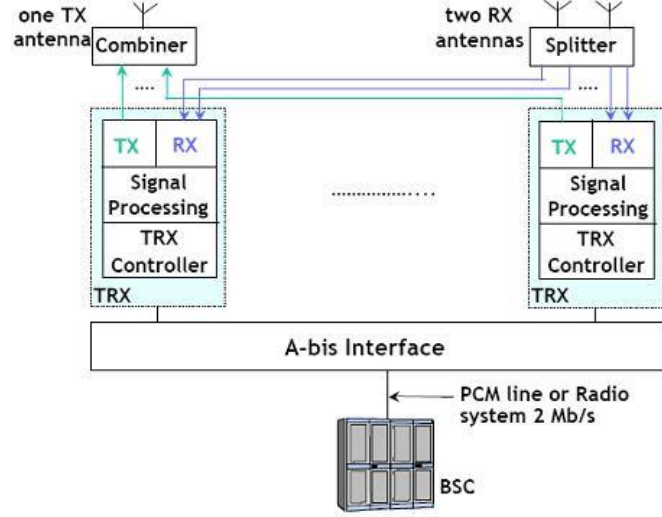 one TX
antenna
Combiner
two RX
antennas
Splitter
....
....
TX
RX
Signal
Processing
TRX
Controller
TRX
....................
TX
RX
Signal
Processing
TRX
Controller
TRX
A-bis Interface
PCM line or Radio
system 2 Mb/s
BSC